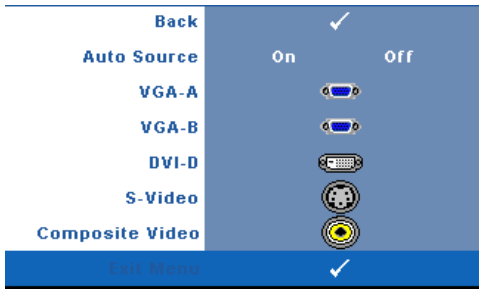 Back
Auto Source On Off
VGA-A
VGA-B
DVI-D
S-Video
Composite Video
Exit Menu